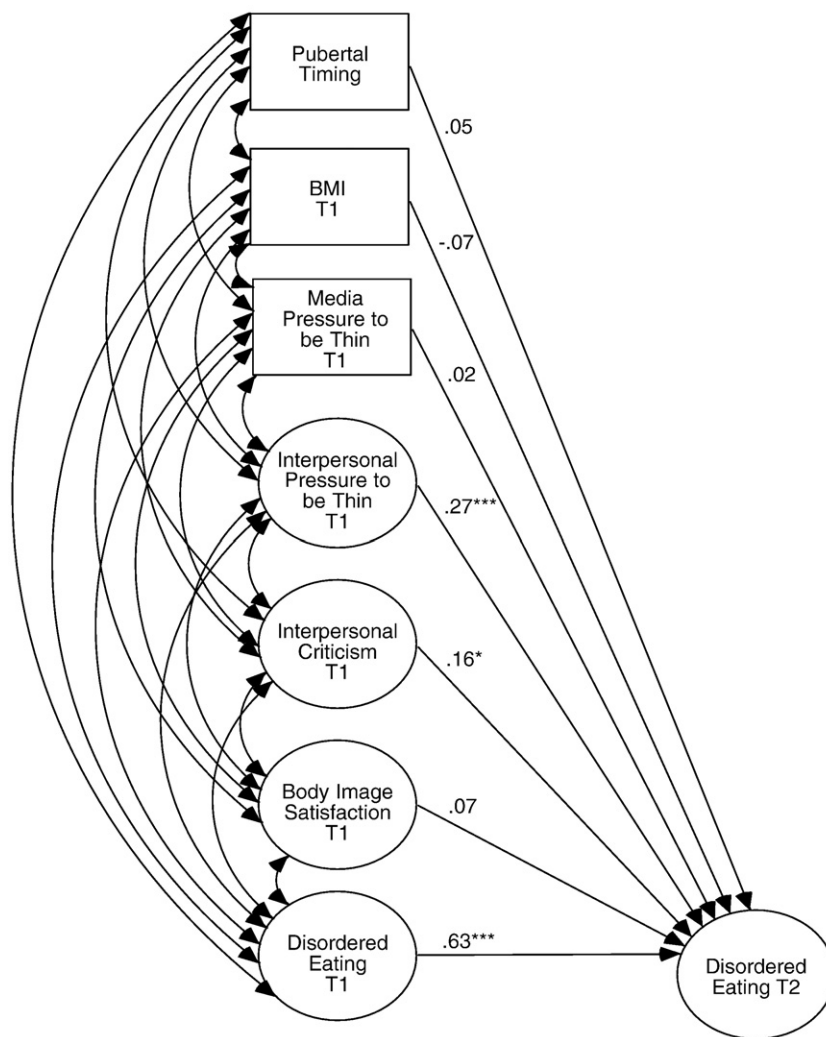 Pubertal
Timing
.05
BMI
T1
-.07
Media
Pressure to
be Thin
T1
.02
Interpersonal
Pressure to
be Thin
T1
.27***
Interpersonal
Criticism
T1
.16*
Body Image
Satisfaction
T1
.07
Disordered
Eating
T1
.63***
Disordered
Eating T2